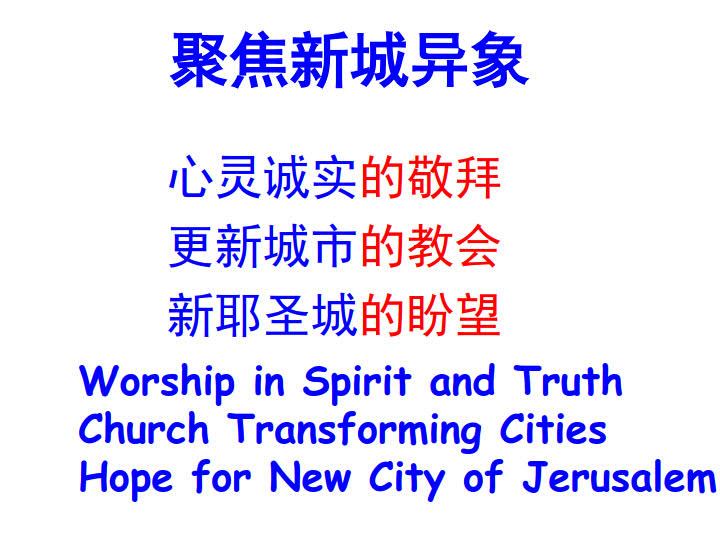 聚焦新城异象
心灵诚实的敬拜
更新城市的教会
新耶圣城的盼望
Worship in Spirit and Truth
Church Transforming Cities
Hope for New City of Jerusalem